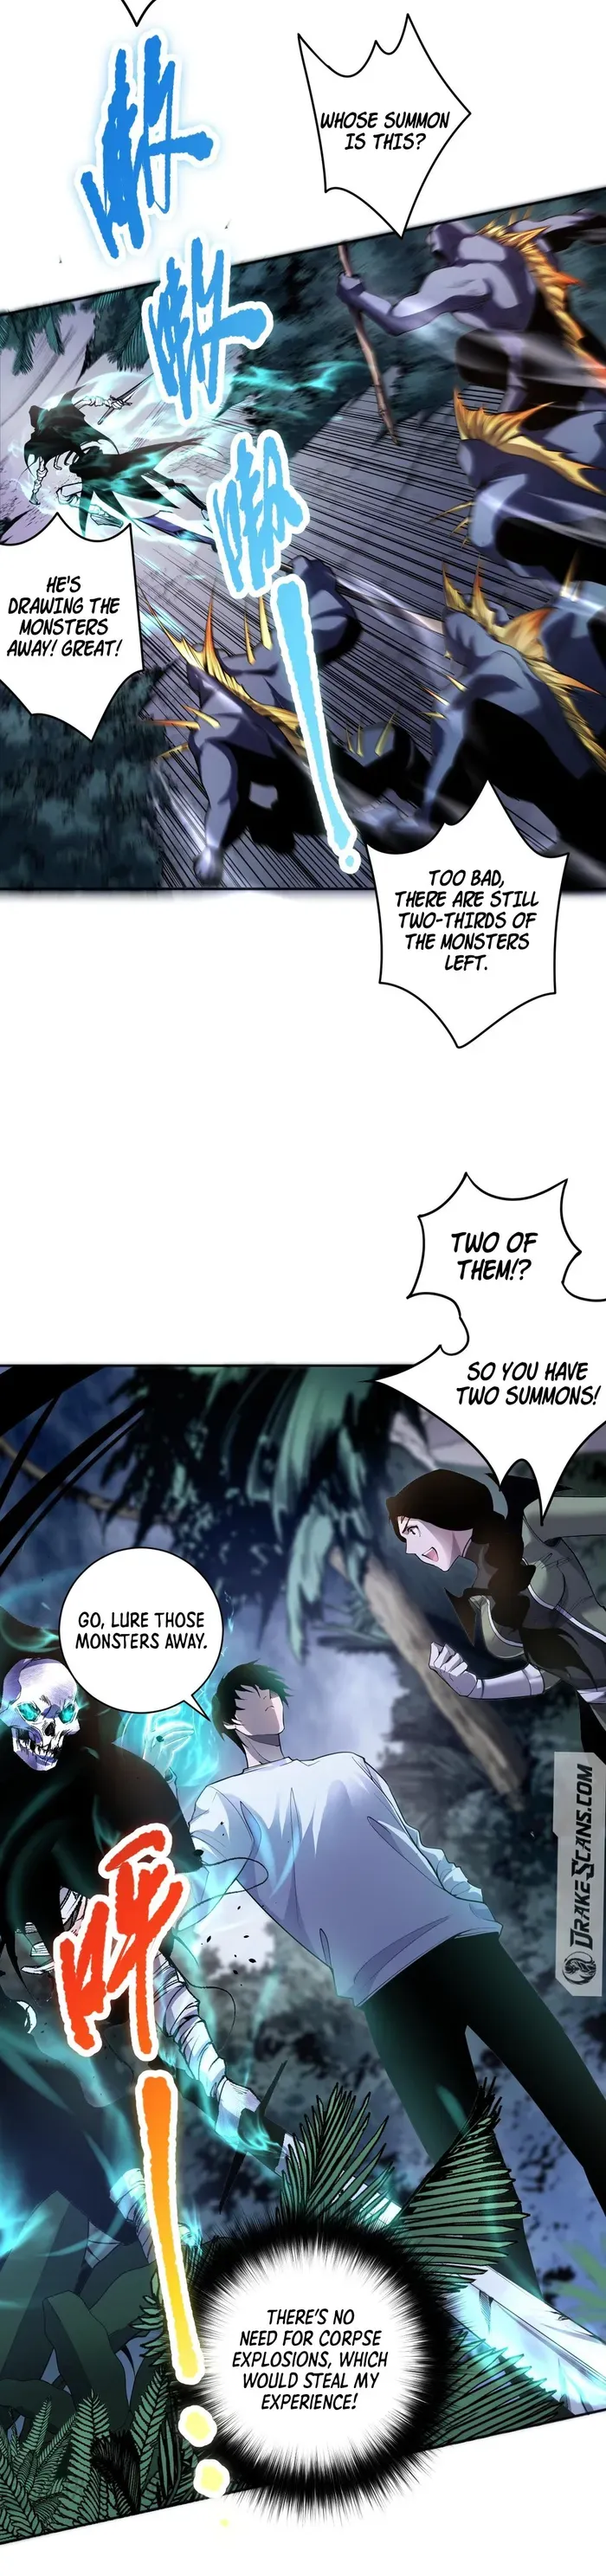 WHOSE SUMMON
IS THIS?
HE'S
DRAWING THE
MONSTERS
AWAY! GREAT!
TOO BAD,
THERE ARE STILL
TWO-THIRDS OF
THE MONSTERS
LEFT.
TWO OF
THEM!?
SO YOU HAVE
TWO SUMMONS!
GO, LURE THOSE
MONSTERS AWAY.
DRAKESCANS.COM
呼
THERE'S NO
NEED FOR CORPSE
EXPLOSIONS, WHICH
WOULD STEAL MY
EXPERIENCE!